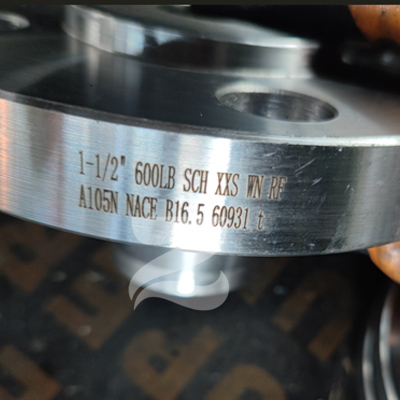 1-1/2" 600LB SCH XXS WN RF
A105N NACE B16.5 60931 t